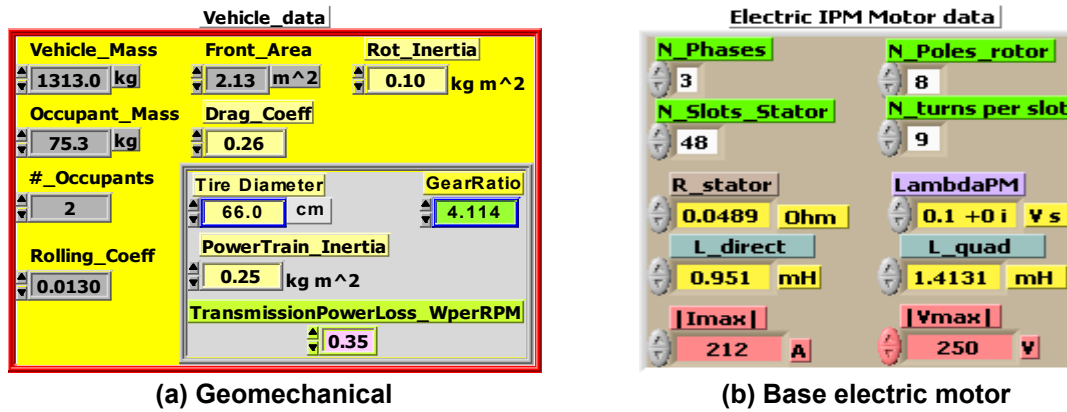 Vehicle_data
Vehicle_Mass Front_Area Rot_Inertia
1313.0 kg 2.13 m^2 0.10 kg m^2
Occupant_Mass Drag_Coeff
75.3 kg 0.26
#_Occupants
2
Rolling_Coeff
0.0130
Tire Diameter GearRatio
66.0 cm 4.114
PowerTrain_Inertia
0.25 kg m^2
TransmissionPowerLoss_WperRPM
0.35
(a) Geomechanical
Electric IPM Motor data
N_Phases N_Poles_rotor
3 8
N_Slots_Stator N_turns per slot
48 9
R_stator LambdaPM
0.0489 Ohm 0.1 +0 i V s
L_direct L_quad
0.951 mH 1.4131 mH
|Imax| |Vmax|
212 A 250 V
(b) Base electric motor